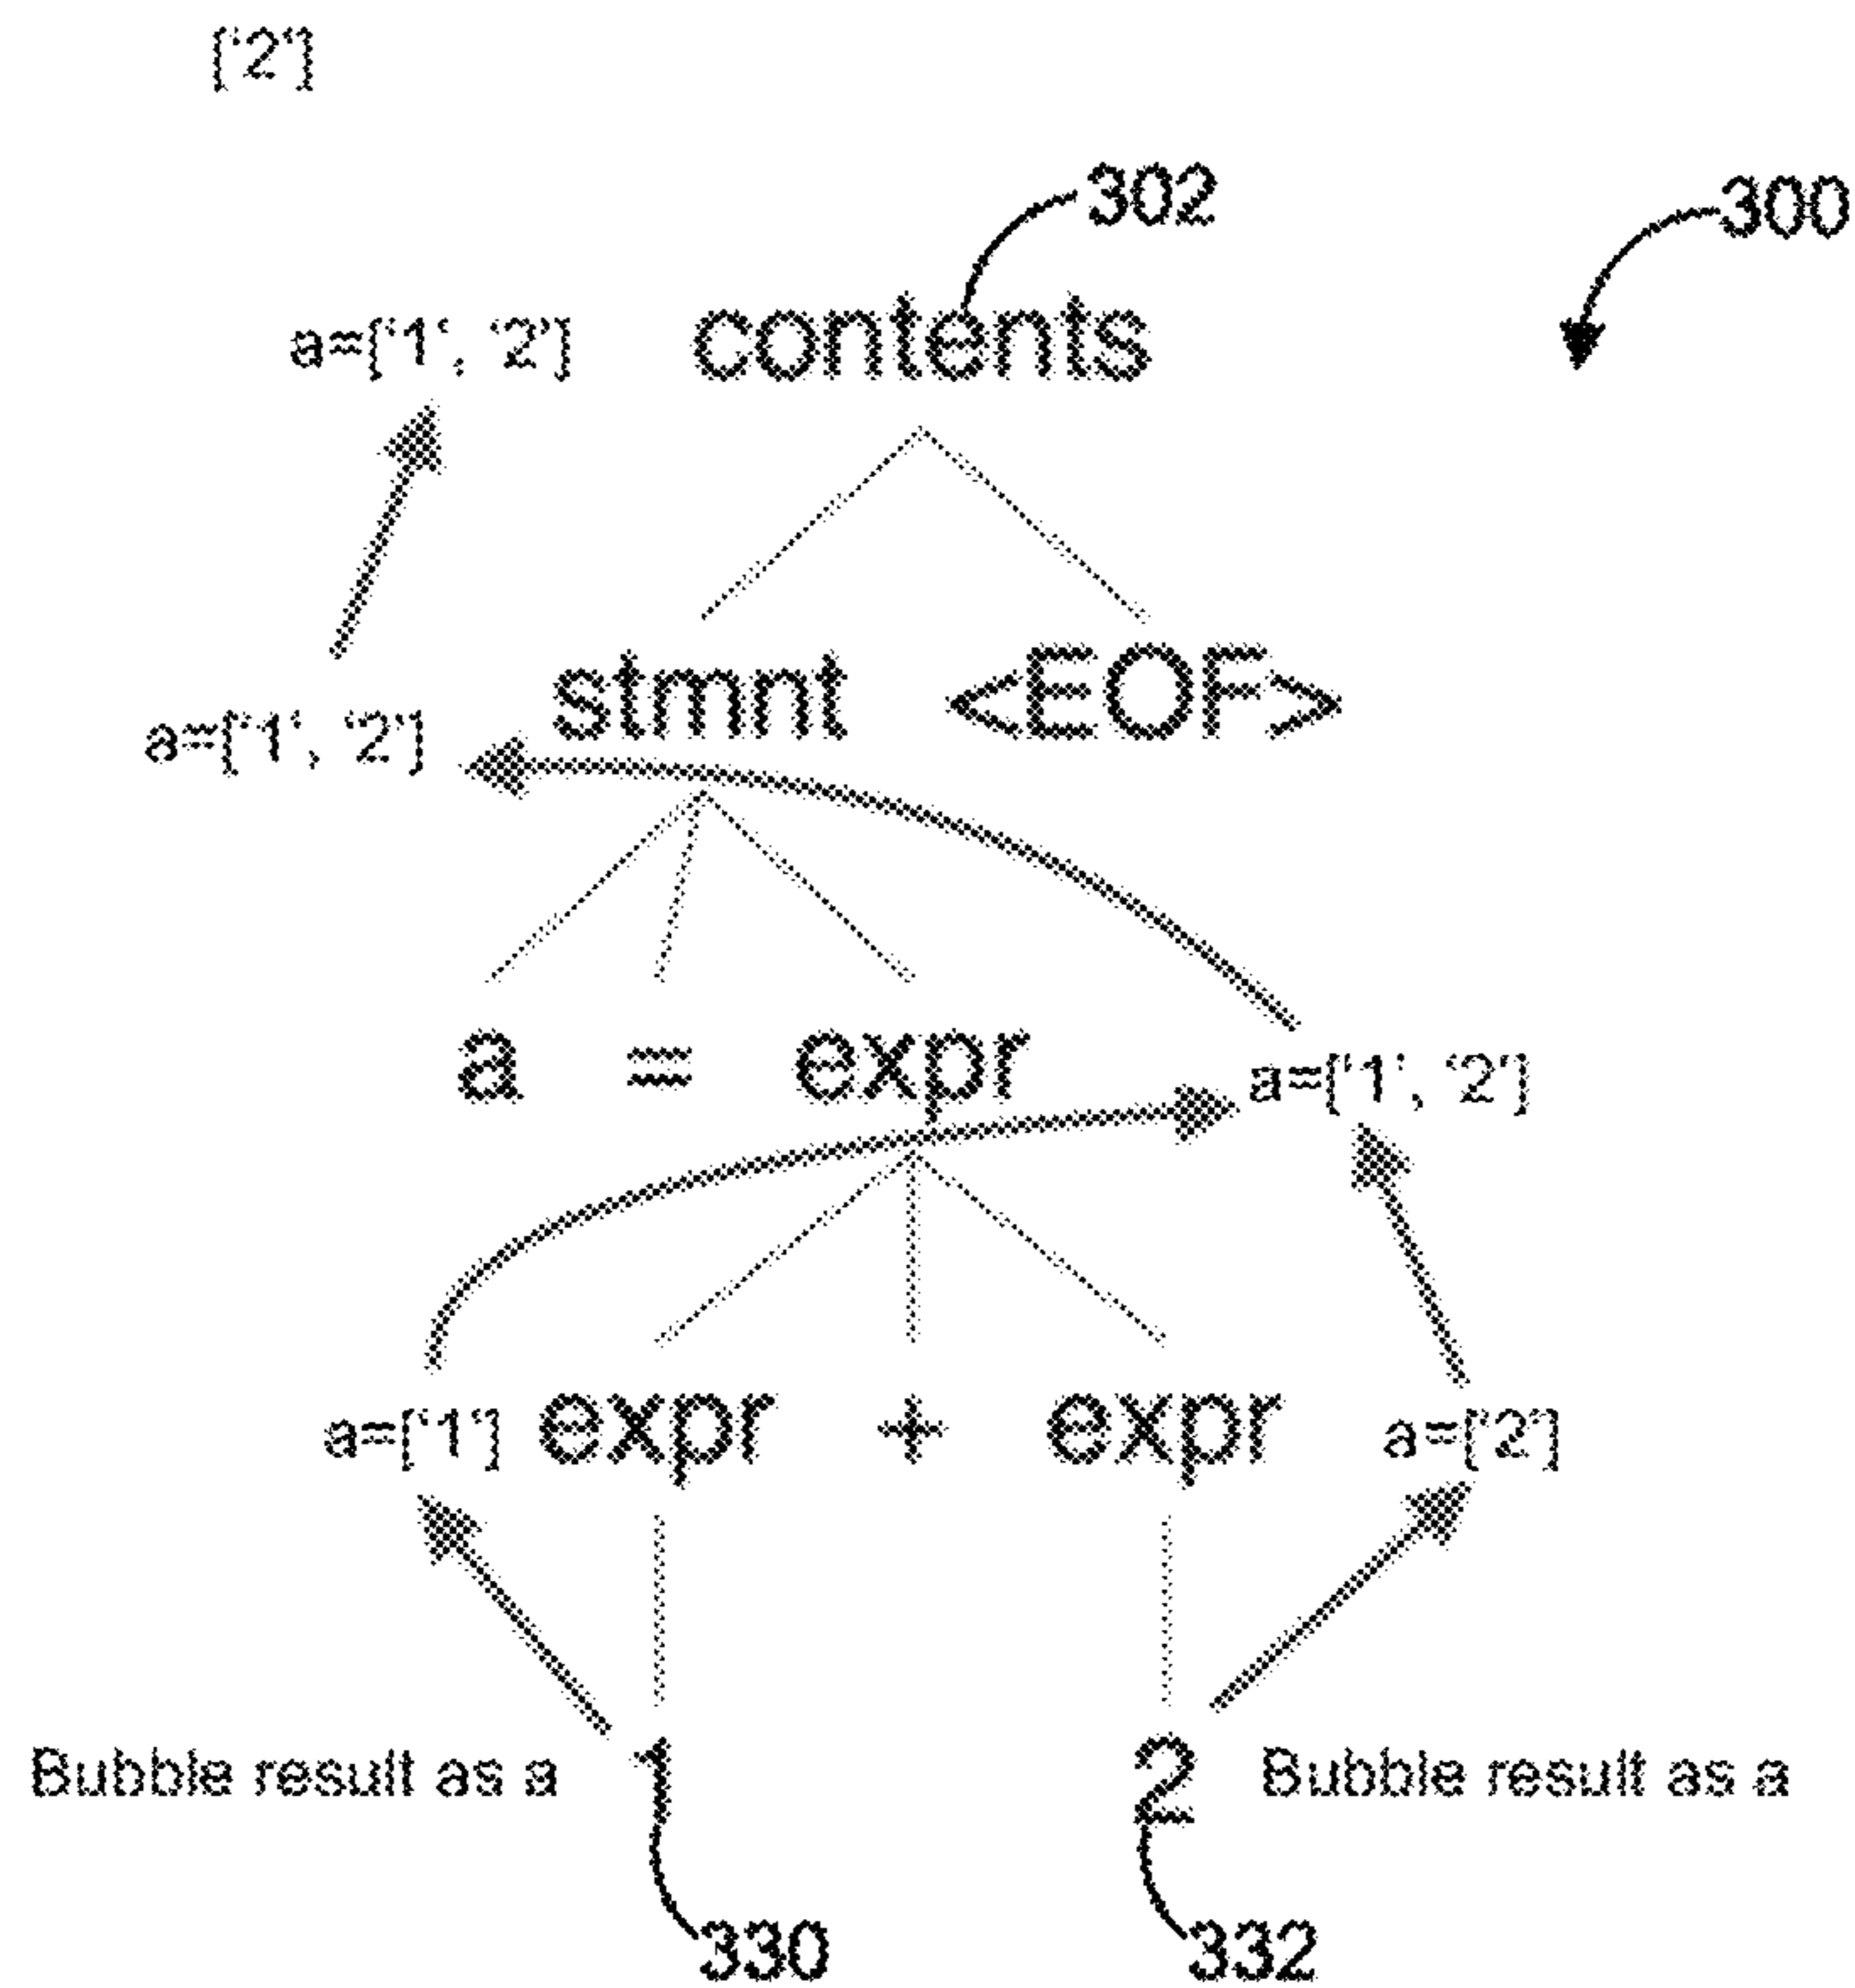 ['2']
302
300
a=['1', '2']
contents
stmnt <EOF>
a=['1', '2']
a = expr
a=['1', '2']
a=['1'] expr + expr a=['2']
Bubble result as a 1 2 Bubble result as a
330 332